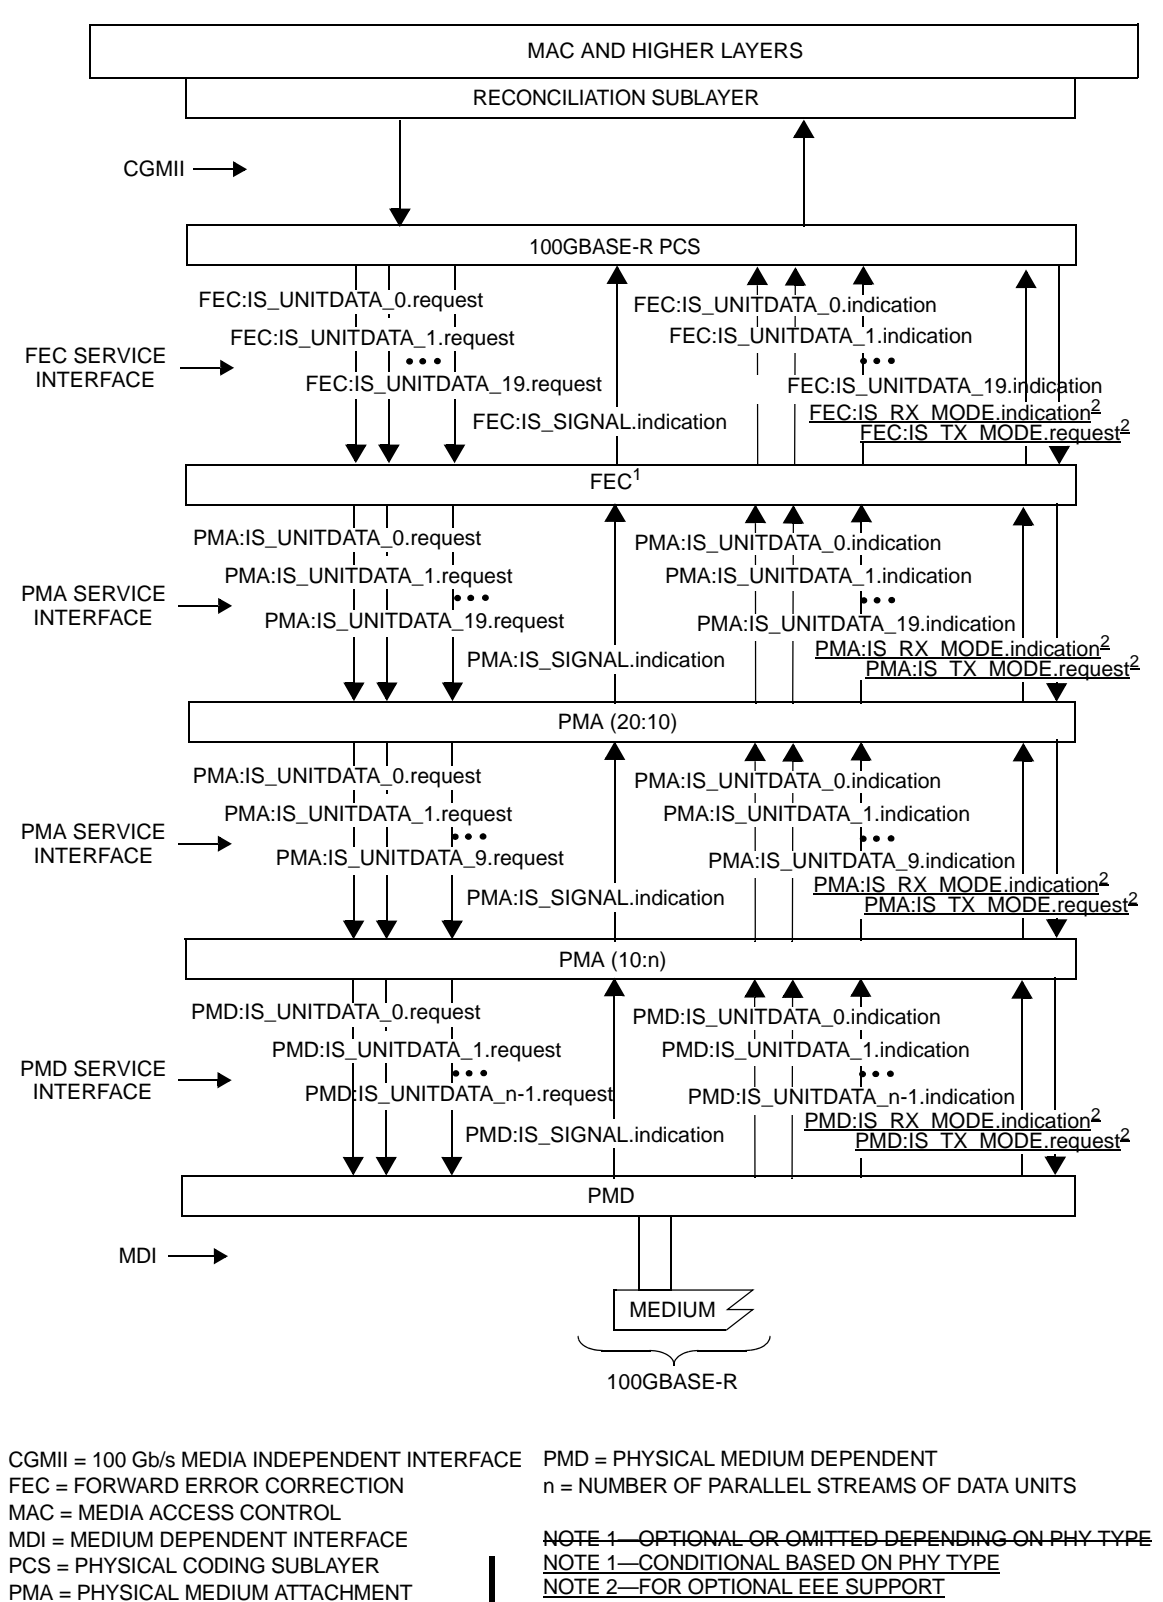 MAC AND HIGHER LAYERS
RECONCILIATION SUBLAYER
CGMII
100GBASE-R PCS
FEC:IS_UNITDATA_0.request
FEC:IS_UNITDATA_0.indication
FEC:IS_UNITDATA_1.request
FEC:IS_UNITDATA_1.indication
FEC SERVICE
INTERFACE
•••
•••
FEC:IS_UNITDATA_19.request
FEC:IS_UNITDATA_19.indication
FEC:IS_SIGNAL.indication
FEC:IS_RX_MODE.indication2
FEC:IS_TX_MODE.request2
FEC1
PMA:IS_UNITDATA_0.request
PMA:IS_UNITDATA_0.indication
PMA:IS_UNITDATA_1.request
PMA:IS_UNITDATA_1.indication
PMA SERVICE
INTERFACE
•••
•••
PMA:IS_UNITDATA_19.request
PMA:IS_UNITDATA_19.indication
PMA:IS_SIGNAL.indication
PMA:IS_RX_MODE.indication2
PMA:IS_TX_MODE.request2
PMA (20:10)
PMA:IS_UNITDATA_0.request
PMA:IS_UNITDATA_0.indication
PMA:IS_UNITDATA_1.request
PMA:IS_UNITDATA_1.indication
PMA SERVICE
INTERFACE
•••
•••
PMA:IS_UNITDATA_9.request
PMA:IS_UNITDATA_9.indication
PMA:IS_SIGNAL.indication
PMA:IS_RX_MODE.indication2
PMA:IS_TX_MODE.request2
PMA (10:n)
PMD:IS_UNITDATA_0.request
PMD:IS_UNITDATA_0.indication
PMD:IS_UNITDATA_1.request
PMD:IS_UNITDATA_1.indication
PMD SERVICE
INTERFACE
•••
•••
PMD:IS_UNITDATA_n-1.request
PMD:IS_UNITDATA_n-1.indication
PMD:IS_SIGNAL.indication
PMD:IS_RX_MODE.indication2
PMD:IS_TX_MODE.request2
PMD
MDI
MEDIUM
100GBASE-R
CGMII = 100 Gb/s MEDIA INDEPENDENT INTERFACE
FEC = FORWARD ERROR CORRECTION
MAC = MEDIA ACCESS CONTROL
MDI = MEDIUM DEPENDENT INTERFACE
PCS = PHYSICAL CODING SUBLAYER
PMA = PHYSICAL MEDIUM ATTACHMENT
PMD = PHYSICAL MEDIUM DEPENDENT
n = NUMBER OF PARALLEL STREAMS OF DATA UNITS
NOTE 1—OPTIONAL OR OMITTED DEPENDING ON PHY TYPE
NOTE 1—CONDITIONAL BASED ON PHY TYPE
NOTE 2—FOR OPTIONAL EEE SUPPORT